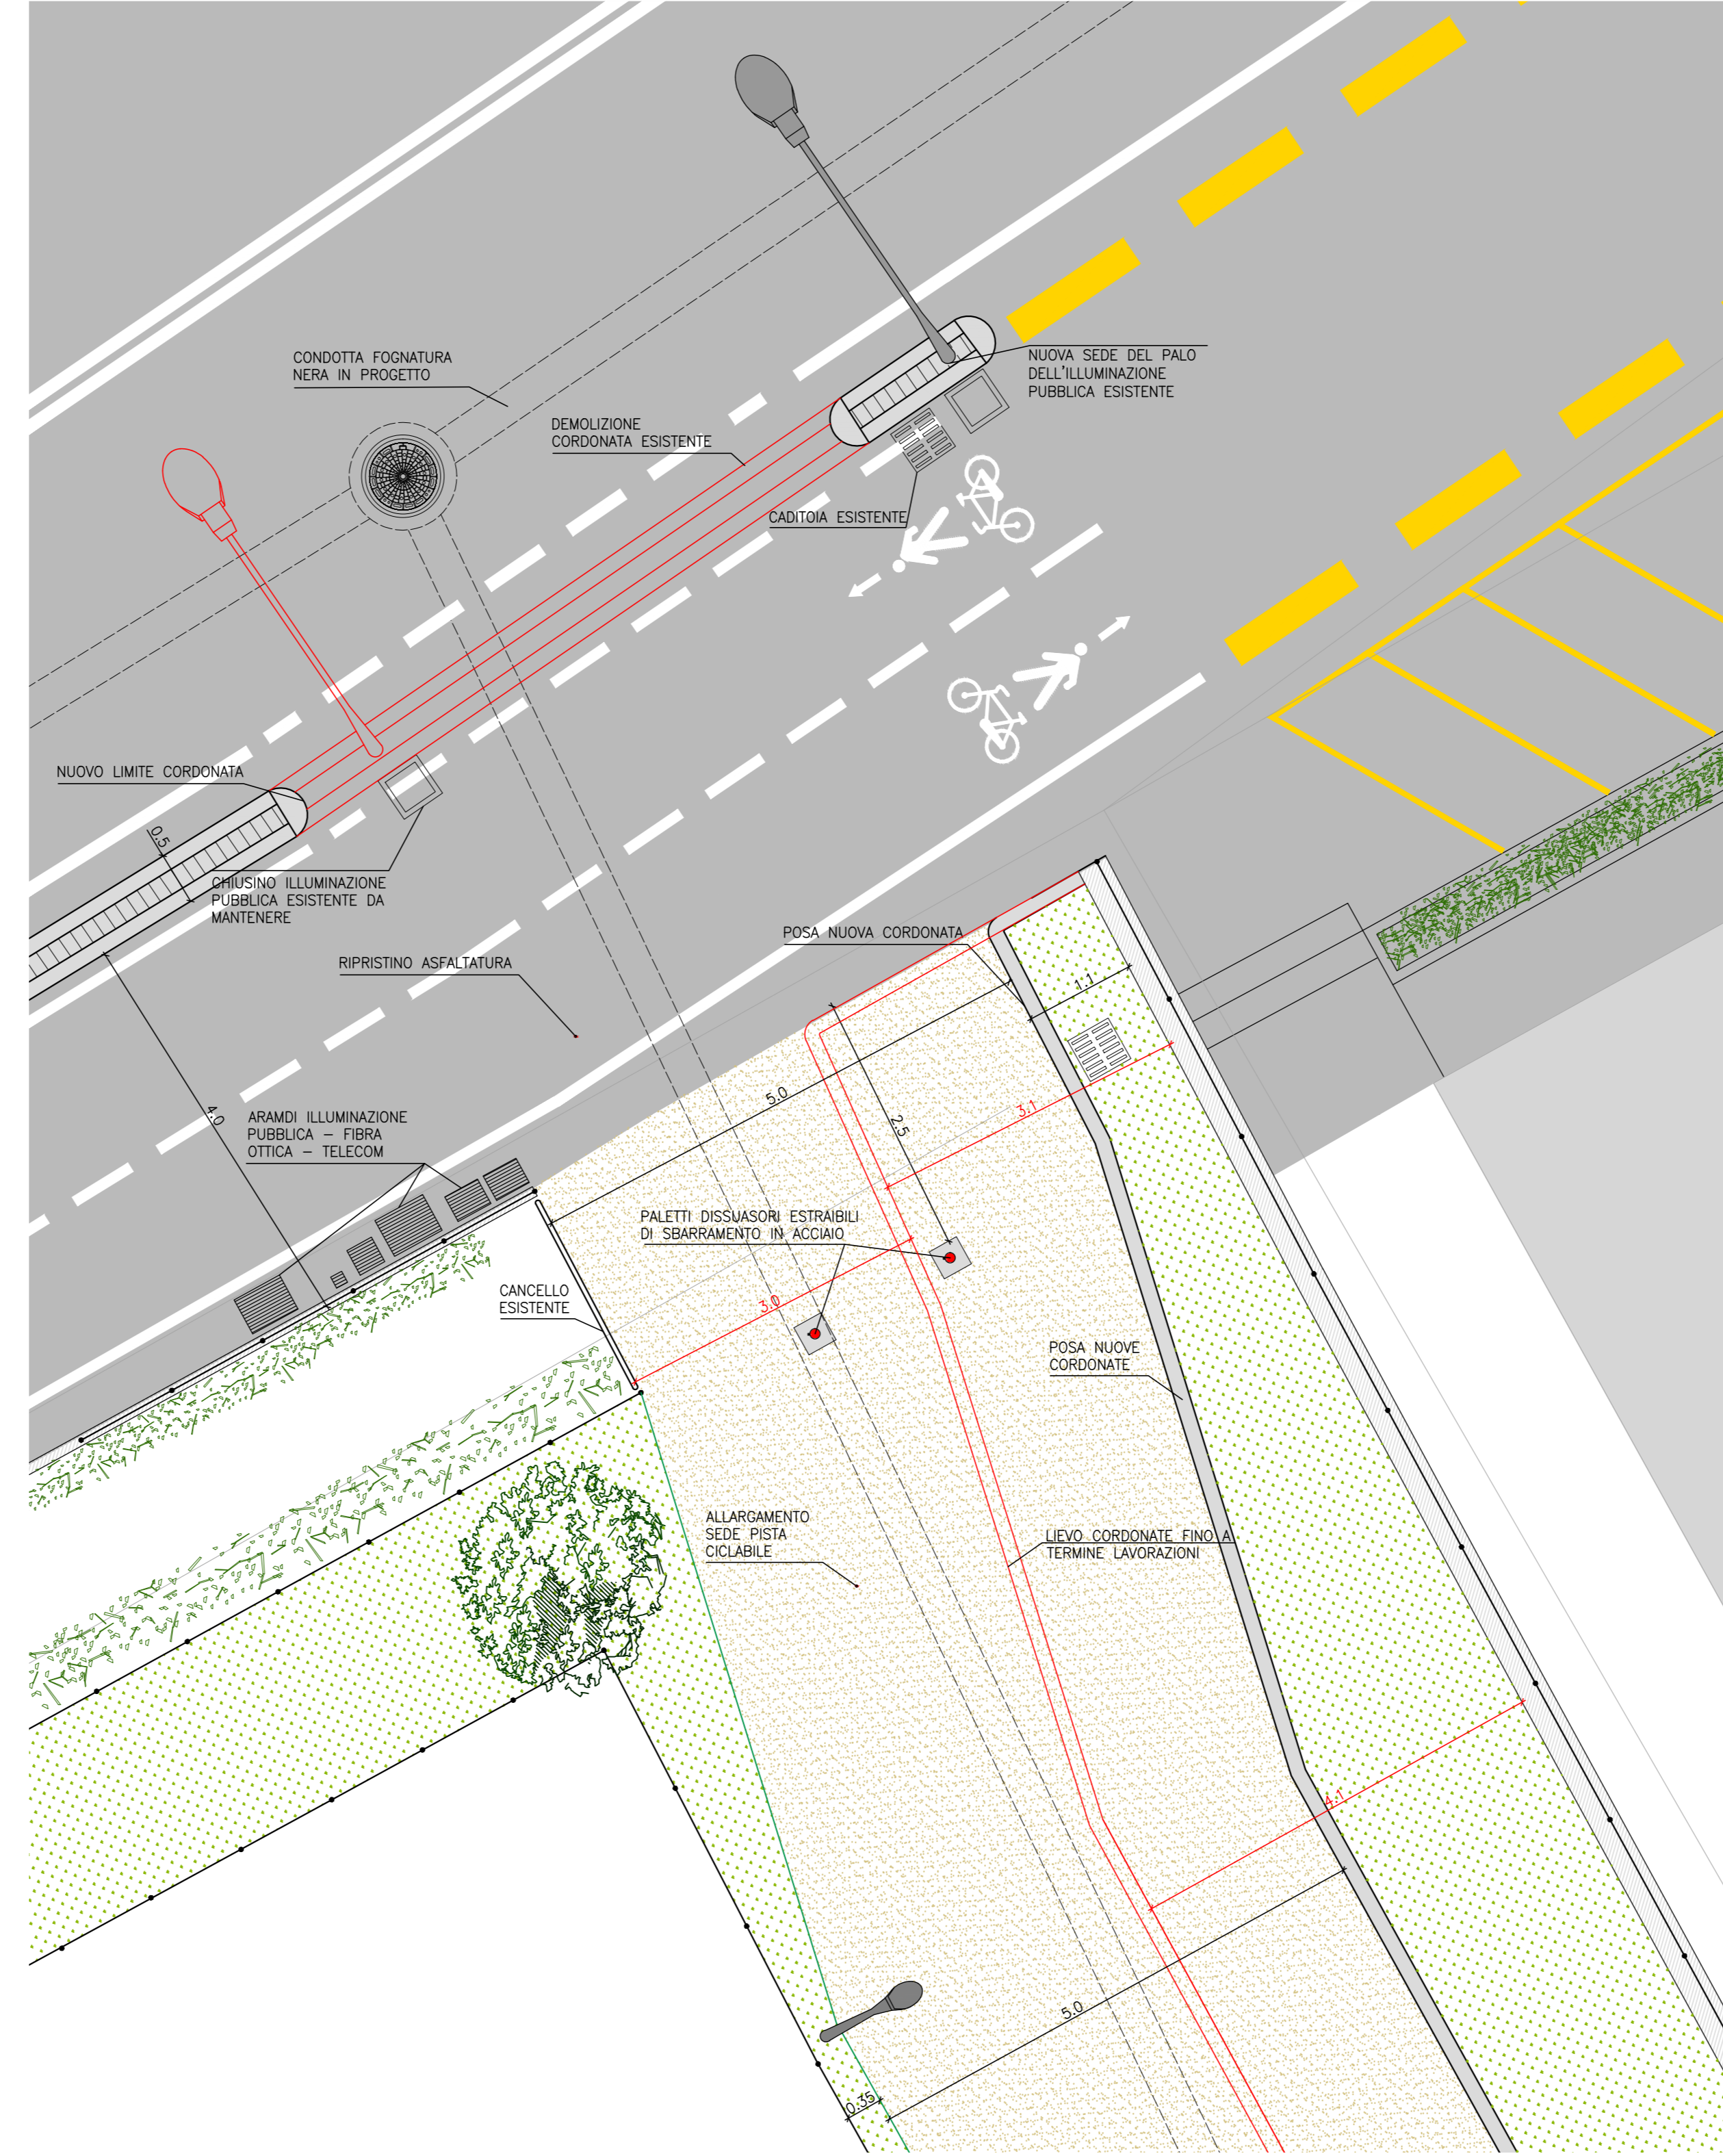 CONDOTTA FOGNATURA
NERA IN PROGETTO
NUOVA SEDE DEL PALO
DELL'ILLUMINAZIONE
PUBBLICA ESISTENTE
DEMOLIZIONE
CORDONATA ESISTENTE
CADITOIA ESISTENTE
NUOVO LIMITE CORDONATA
0.5
CHIUSINO ILLUMINAZIONE
PUBBLICA ESISTENTE DA
MANTENERE
POSA NUOVA CORDONATA
RIPRISTINO ASFALTATURA
1.1
5.0
3.1
2.5
4.0
ARAMDI ILLUMINAZIONE
PUBBLICA – FIBRA
OTTICA – TELECOM
PALETTI DISSUASORI ESTRAIBILI
DI SBARRAMENTO IN ACCIAIO
CANCELLO
ESISTENTE
3.0
POSA NUOVE
CORDONATE
ALLARGAMENTO
SEDE PISTA
CICLABILE
LIEVO CORDONATE FINO A
TERMINE LAVORAZIONI
4.1
5.0
0.35